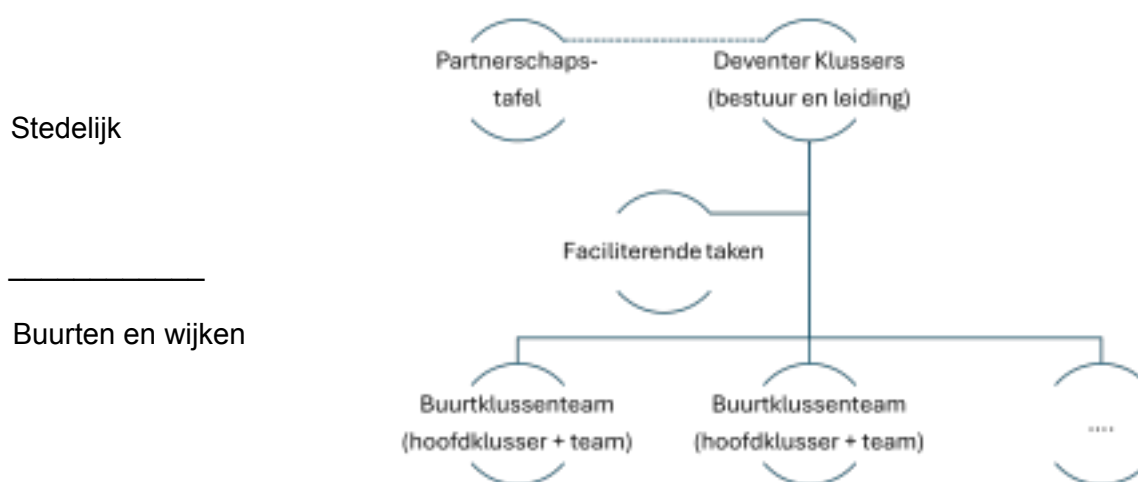 Partnerschaps-
tafel
Deventer Klussers
(bestuur en leiding)
Stedelijk
Faciliterende taken
Buurten en wijken
Buurtklussenteam
(hoofdklusser + team)
Buurtklussenteam
(hoofdklusser + team)
....